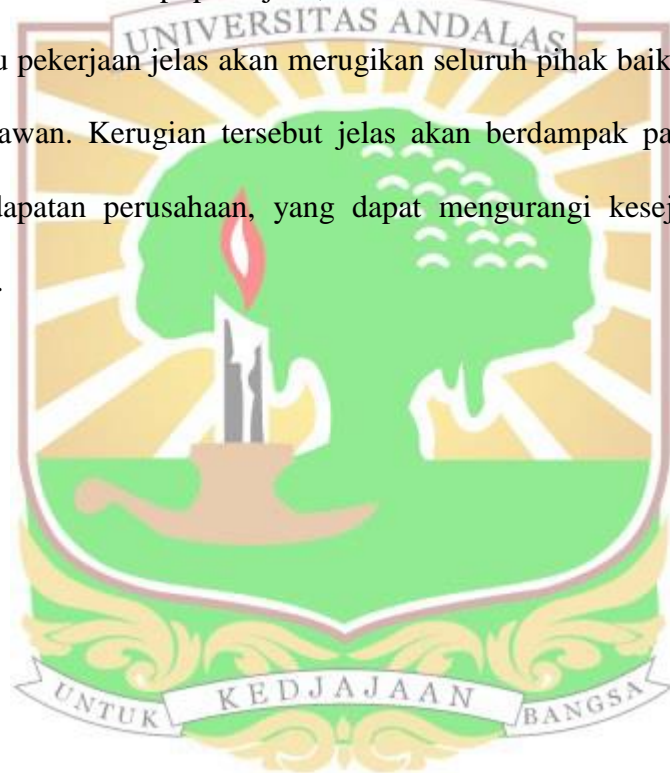 UNIVERSITAS ANDALAS
pekerjaan jelas akan merugikan seluruh pihak baik
awan. Kerugian tersebut jelas akan berdampak pa
dapatan perusahaan, yang dapat mengurangi kesej
UNTUK KEDJAJAAN BANGSA